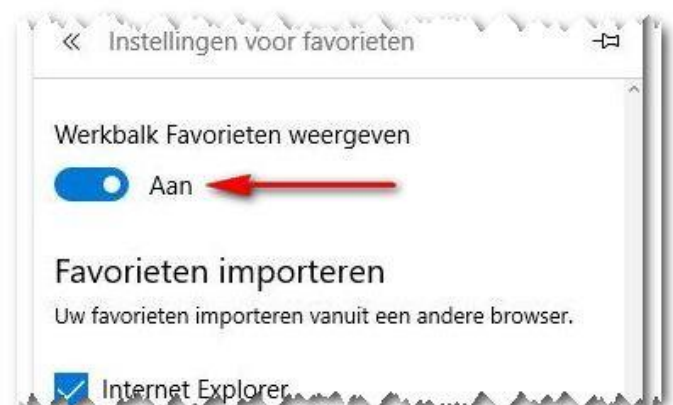 « Instellingen voor favorieten
Werkbalk Favorieten weergeven
Aan
Favorieten importeren
Uw favorieten importeren vanuit een andere browser.
Internet Explorer